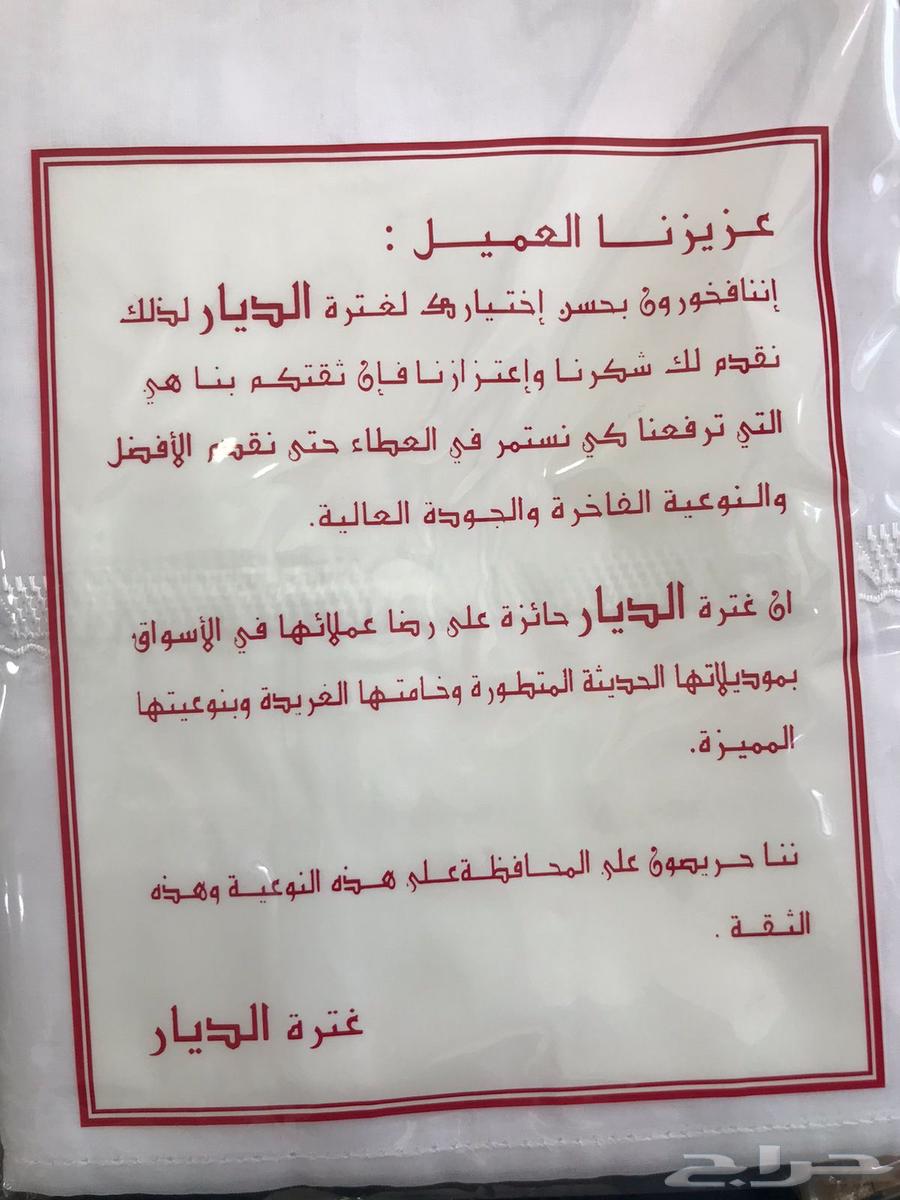 عزيزنا العميل :
إننافخورون بحسن إختيارك لغترة الديار لذلك
نقدم لك شكرنا وإعتزازنا فإن ثقتكم بنا هي
التي ترفعنا كي نستمر في العطاء حتى نقدم الأفضل
والنوعية الفاخرة والجودة العالية.
ان غترة الديار حائزة على رضا عملائها في الأسواق
بموديلاتها الحديثة المتطورة وخامتها الفريدة وبنوعيتها
المميزة.
ننا حريصون على المحافظة على هذه النوعية وهذه
الثقة .
غترة الديار
حراج